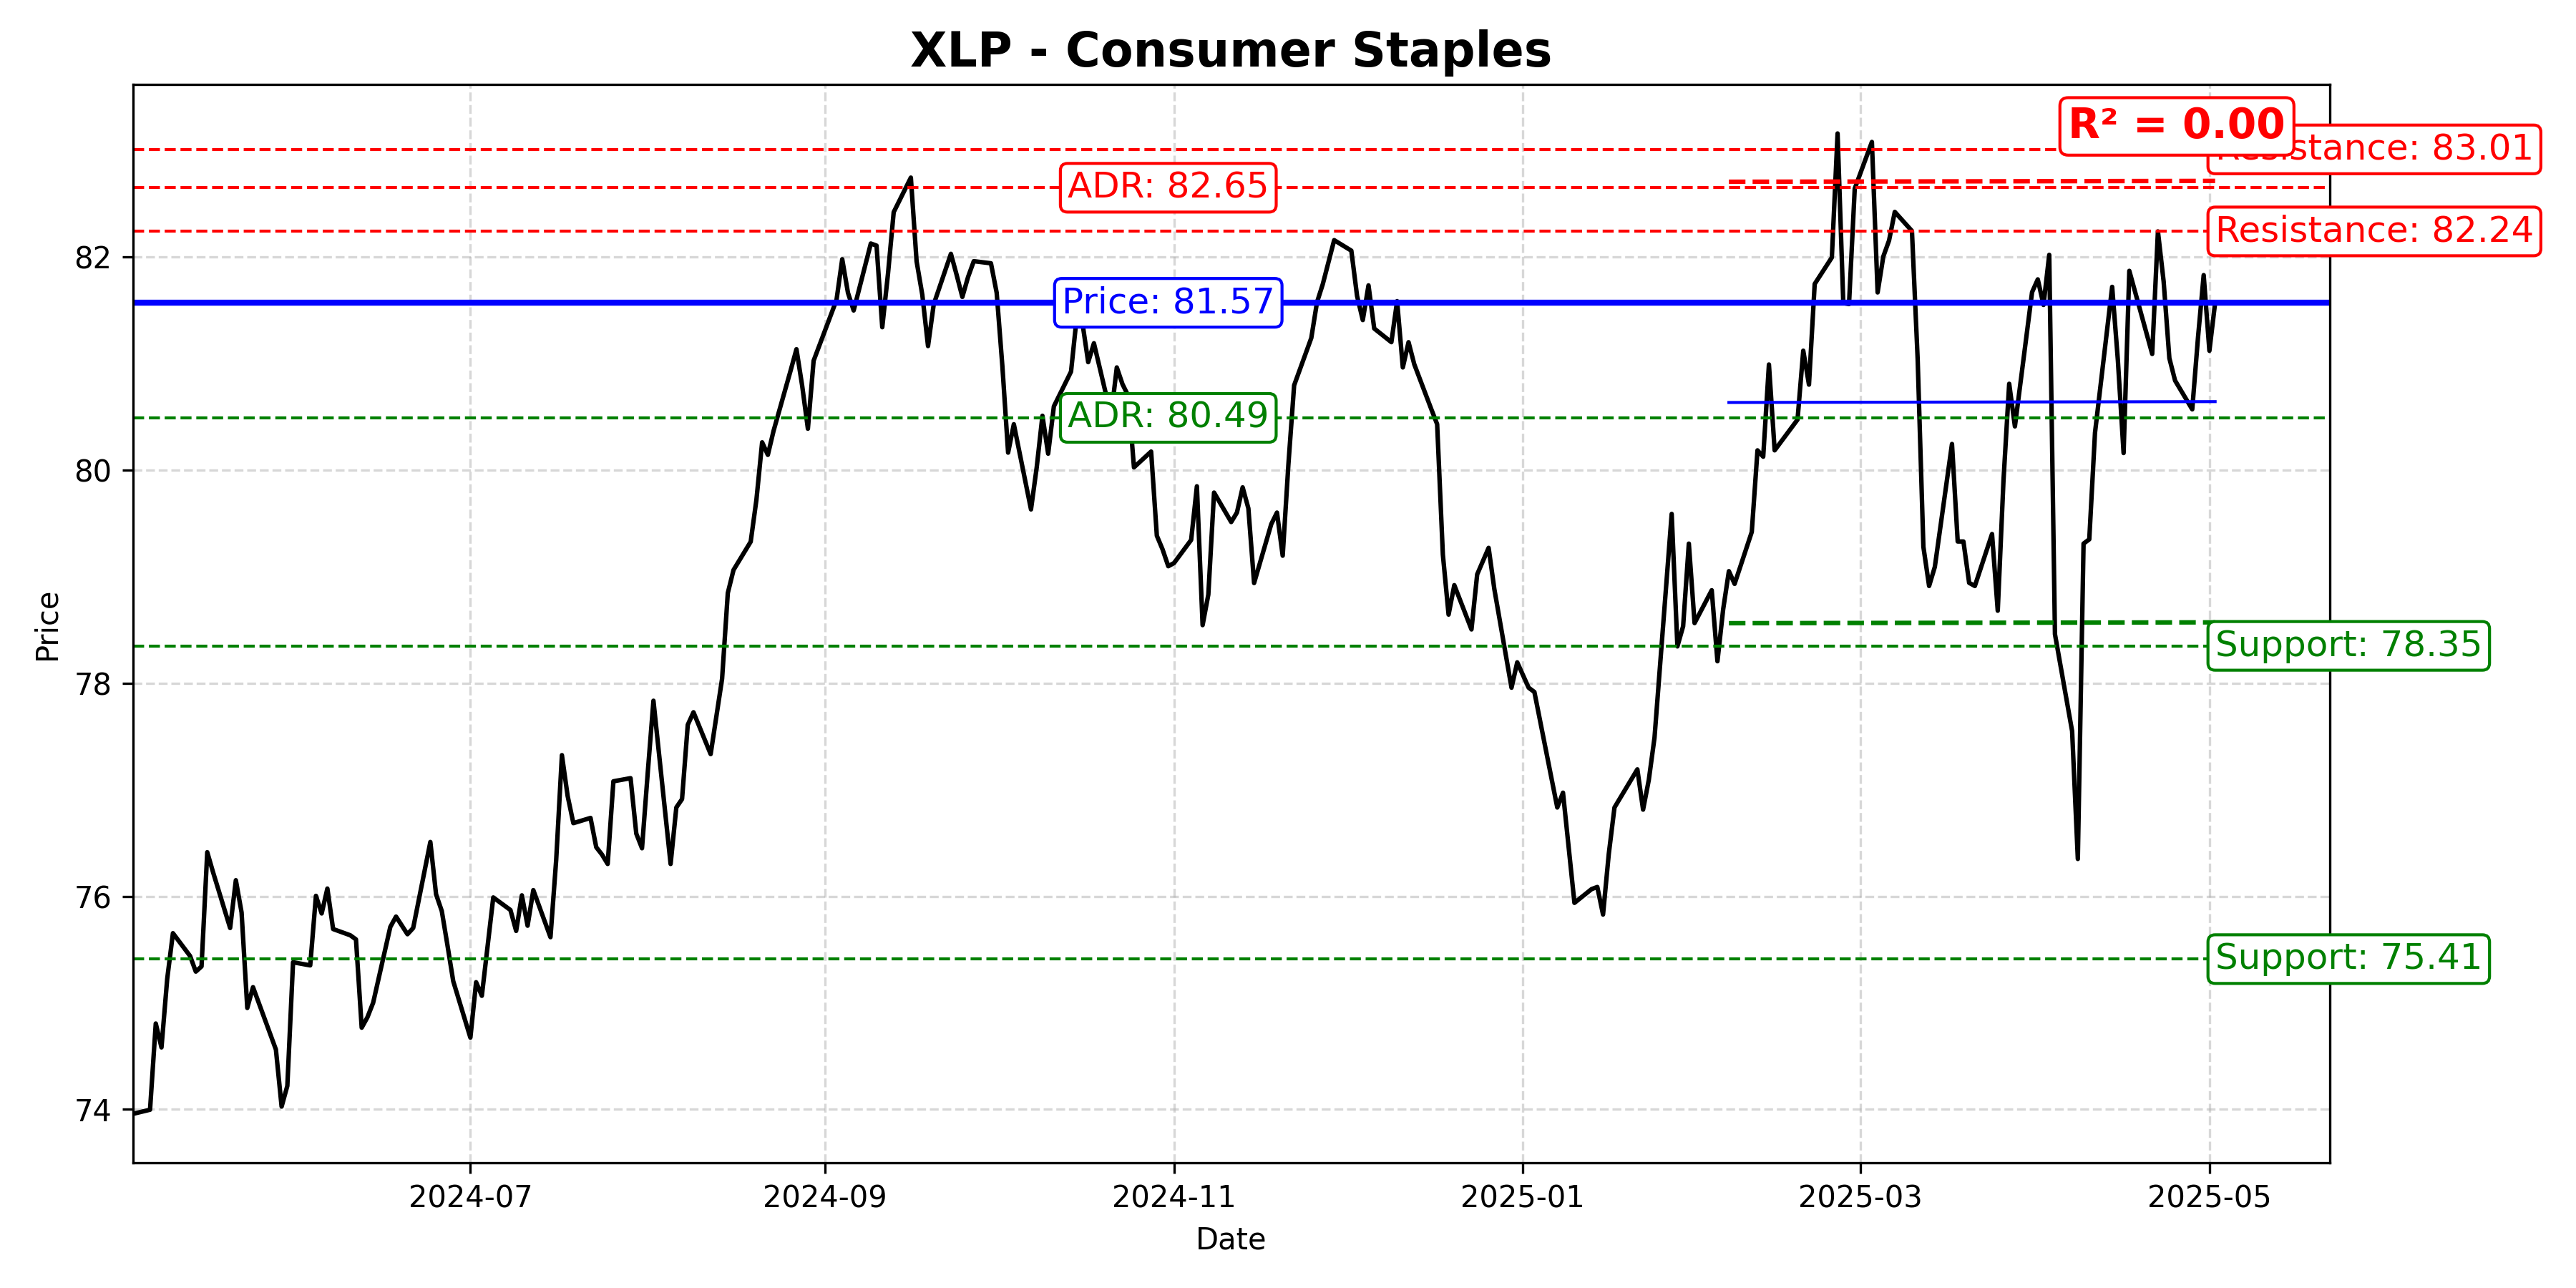 XLP - Consumer Staples
R² = 0.00
stance: 83.01
ADR: 82.65
Resistance: 82.24
Price: 81.57
ADR: 80.49
Support: 78.35
Support: 75.41
Price
82
80
78
76
74
2024-07
2024-09
2024-11
2025-01
2025-03
2025-05
Date